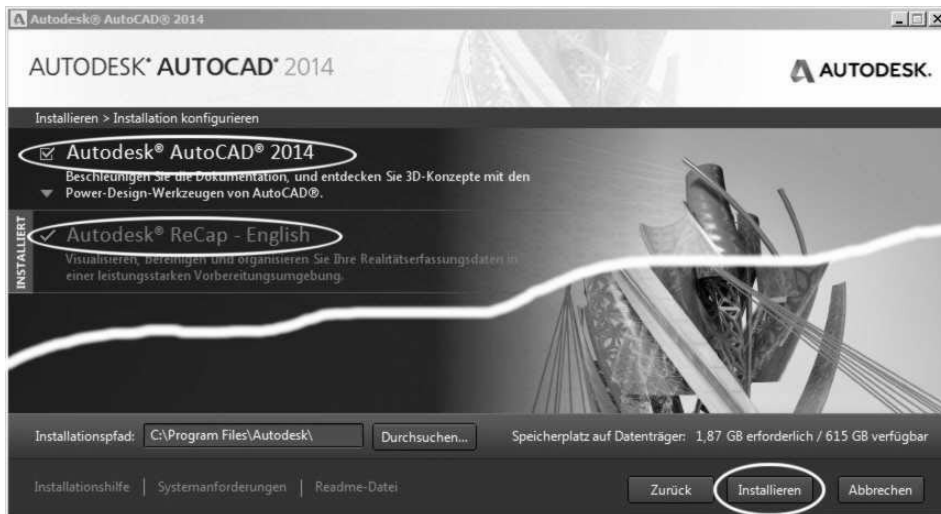 Autodesk® AutoCAD® 2014
AUTODESK® AUTOCAD® 2014
AUTODESK.
Installieren > Installation konfigurieren
Autodesk® AutoCAD® 2014
Beschleunigen Sie die Dokumentation, und entdecken Sie 3D-Konzepte mit den
Power-Design-Werkzeugen von AutoCAD®.
INSTALLIERT
Autodesk® ReCap - English
Visualisieren, bereinigen und organisieren Sie Ihre Realitätserfassungsdaten in
einer leistungsstarken Vorbereitungsumgebung.
Installationspfad: C:\Program Files\Autodesk\ Durchsuchen... Speicherplatz auf Datenträger: 1,87 GB erforderlich / 615 GB verfügbar
Installationshilfe | Systemanforderungen | Readme-Datei Zurück Installieren Abbrechen